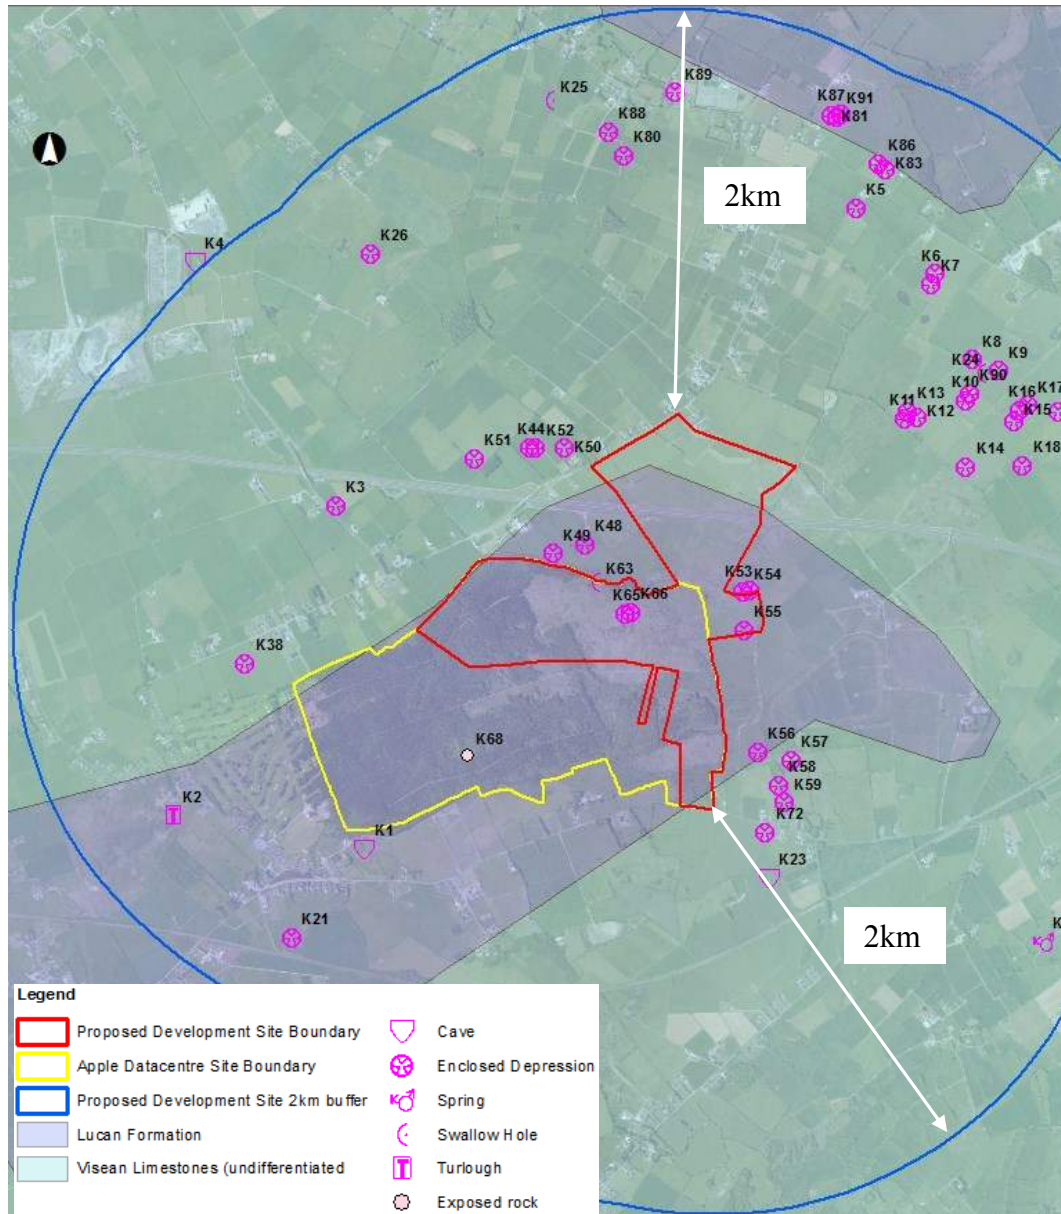 K89
K25
K87 K91
K81
K88
K80
K86
K83
2km
K5
K4
K26
K6
K7
K8
K24
K9
K10
K90
K13
K11
K12
K16
K17
K15
K44
K52
K51
K50
K14
K18
K3
K49
K48
K63
K53
K54
K65
K66
K55
K38
K68
K56
K57
K58
K59
K2
K1
K72
K23
K21
2km
K
Legend
Proposed Development Site Boundary
Apple Datacentre Site Boundary
Proposed Development Site 2km buffer
Lucan Formation
Visean Limestones (undifferentiated
Cave
Enclosed Depression
Spring
Swallow Hole
T Turlough
Exposed rock